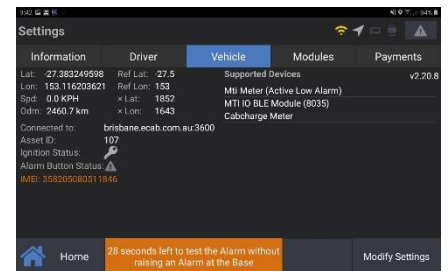 9:42
94%
Settings
Information Driver Vehicle Modules Payments
Lat: -27.383249598 Ref Lat: -27.5 Supported Devices v2.20.8
Lon: 153.116203621 Ref Lon: 153 Mti Meter (Active Low Alarm)
Spd: 0.0 KPH × Lat: 1852 MTI IO BLE Module (8035)
Odm: 2460.7 km × Lon: 1643 Cabcharge Meter
Connected to: brisbane.ecab.com.au:3600
Asset ID: 107
Ignition Status:
Alarm Button Status:
IMEI: 358205080511846
Home
28 seconds left to test the Alarm without
raising an Alarm at the Base
Modify Settings